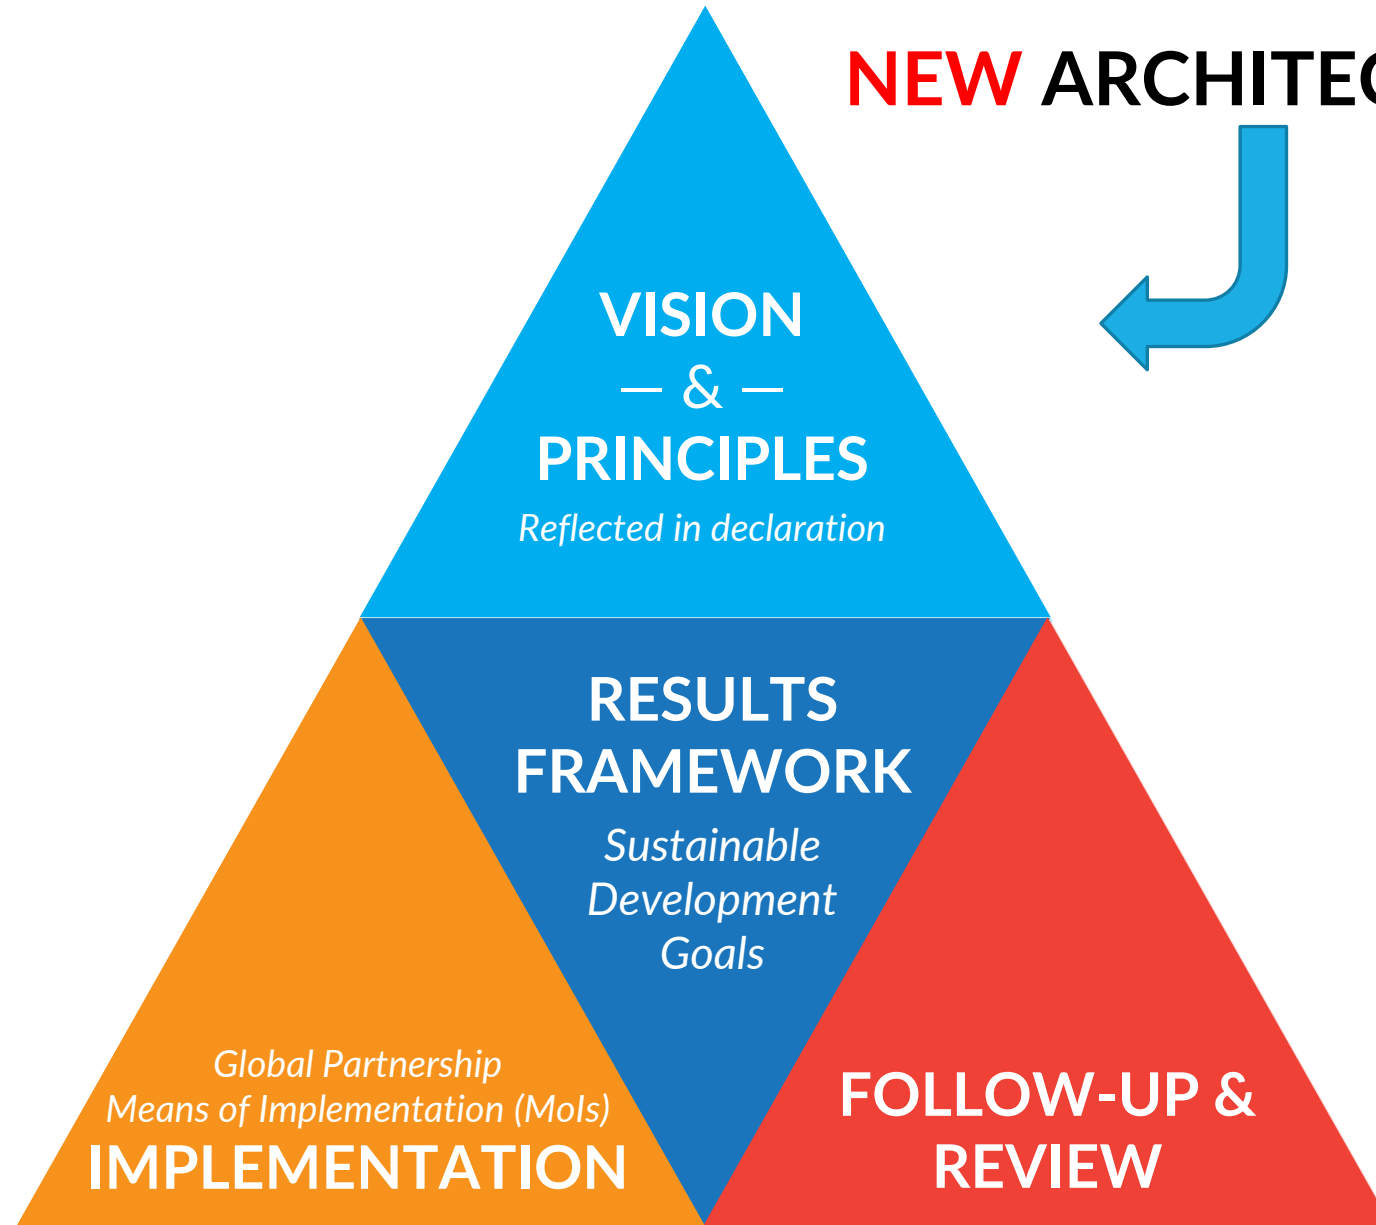 NEW ARCHITEC
VISION
— & —
PRINCIPLES
Reflected in declaration
RESULTS
FRAMEWORK
Sustainable
Development
Goals
Global Partnership
Means of Implementation (MoIs)
IMPLEMENTATION
FOLLOW-UP &
REVIEW